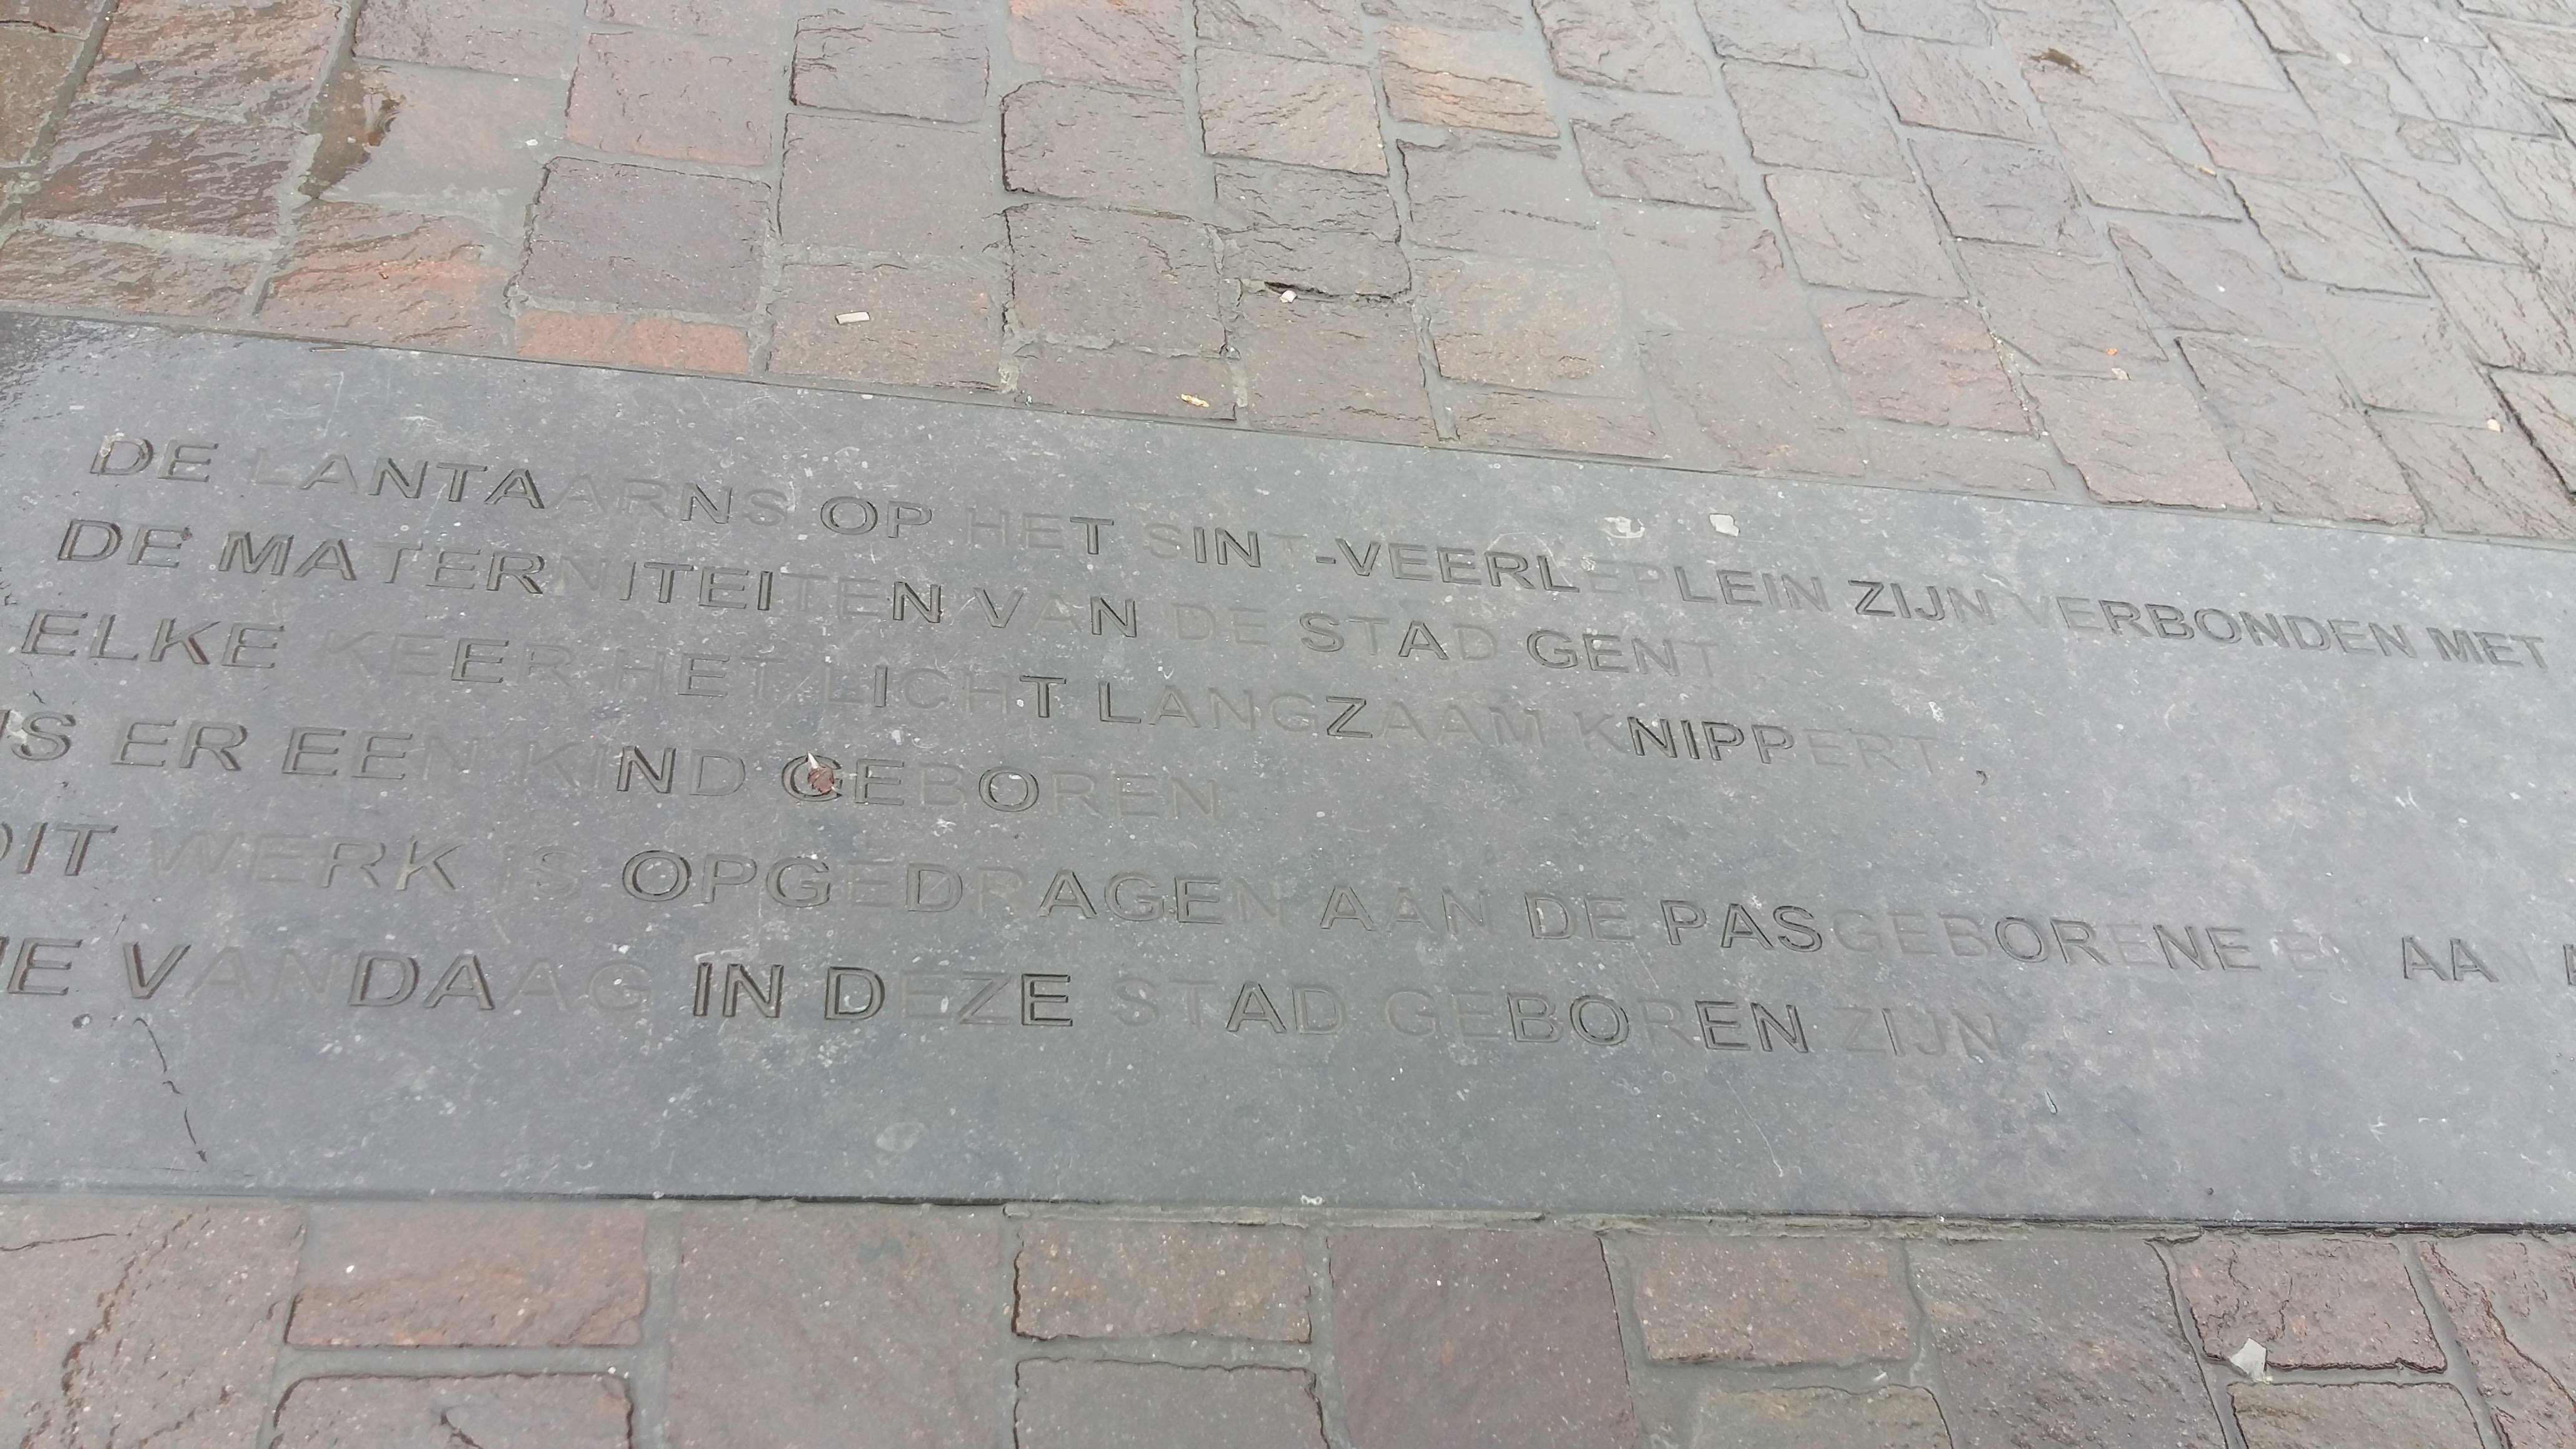 DE LANTAARNS OP HET SINT-VEERLEPLEIN ZIJN VERBONDEN MET
DE MATERNITEITEN VAN DE STAD GENT
ELKE KEER HET LICHT LANGZAAM KNIPPERT,
IS ER EEN KIND GEBOREN
DIT WERK IS OPGEDRAGEN AAN DE PASGEBORENE EN AAN
VANDAAG IN DEZE STAD GEBOREN ZIJN